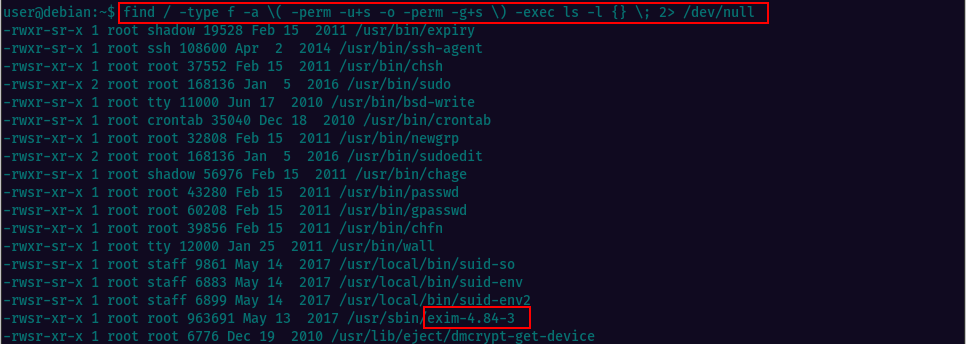 user@debian:~$ find / -type f -a \( -perm -u+s -o -perm -g+s \) -exec ls -l {} \; 2> /dev/null
-rwxr-sr-x 1 root shadow 19528 Feb 15  2011 /usr/bin/expiry
-rwxr-sr-x 1 root ssh 108600 Apr  2  2014 /usr/bin/ssh-agent
-rwsr-xr-x 1 root root 37552 Feb 15  2011 /usr/bin/chsh
-rwsr-xr-x 2 root root 168136 Jan  5  2016 /usr/bin/sudo
-rwxr-sr-x 1 root tty 11000 Jun 17  2010 /usr/bin/bsd-write
-rwxr-sr-x 1 root crontab 35040 Dec 18  2010 /usr/bin/crontab
-rwsr-xr-x 1 root root 32808 Feb 15  2011 /usr/bin/newgrp
-rwsr-xr-x 2 root root 168136 Jan  5  2016 /usr/bin/sudoedit
-rwxr-sr-x 1 root shadow 56976 Feb 15  2011 /usr/bin/chage
-rwsr-xr-x 1 root root 43280 Feb 15  2011 /usr/bin/passwd
-rwsr-xr-x 1 root root 60208 Feb 15  2011 /usr/bin/gpasswd
-rwsr-xr-x 1 root root 39856 Feb 15  2011 /usr/bin/chfn
-rwxr-sr-x 1 root tty 12000 Jan 25  2011 /usr/bin/wall
-rwsr-sr-x 1 root staff 9861 May 14  2017 /usr/local/bin/suid-so
-rwsr-sr-x 1 root staff 6883 May 14  2017 /usr/local/bin/suid-env
-rwsr-sr-x 1 root staff 6899 May 14  2017 /usr/local/bin/suid-env2
-rwsr-xr-x 1 root root 963691 May 13  2017 /usr/sbin/exim-4.84-3
-rwsr-xr-x 1 root root 6776 Dec 19  2010 /usr/lib/eject/dmcrypt-get-device